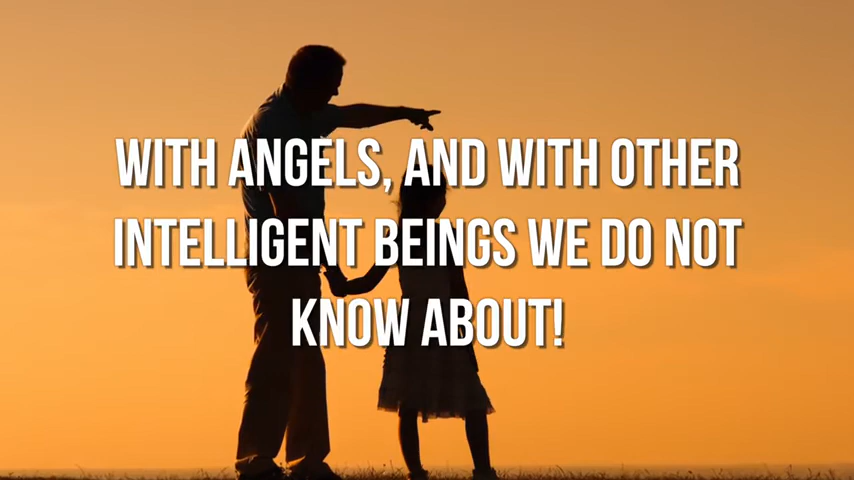 WITH ANGELS, AND WITH OTHER
INTELLIGENT BEINGS WE DO NOT
KNOW ABOUT!